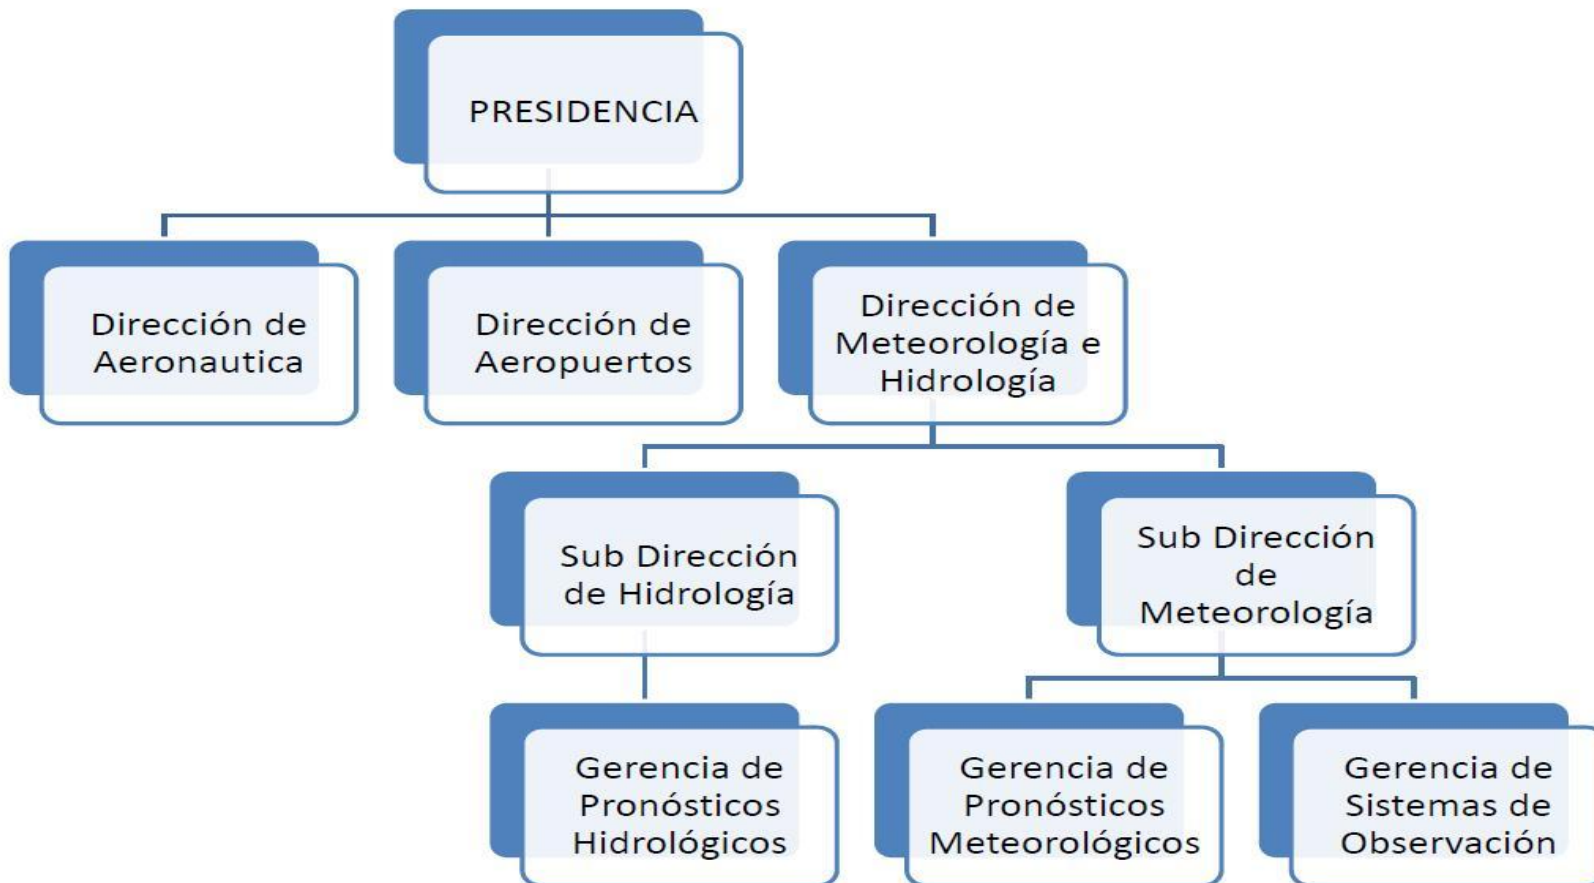 PRESIDENCIA
Dirección de
Aeronautica
Dirección de
Aeropuertos
Dirección de
Meteorología e
Hidrología
Sub Dirección
de Hidrología
Sub Dirección
de
Meteorología
Gerencia de
Pronósticos
Hidrológicos
Gerencia de
Pronósticos
Meteorológicos
Gerencia de
Sistemas de
Observación